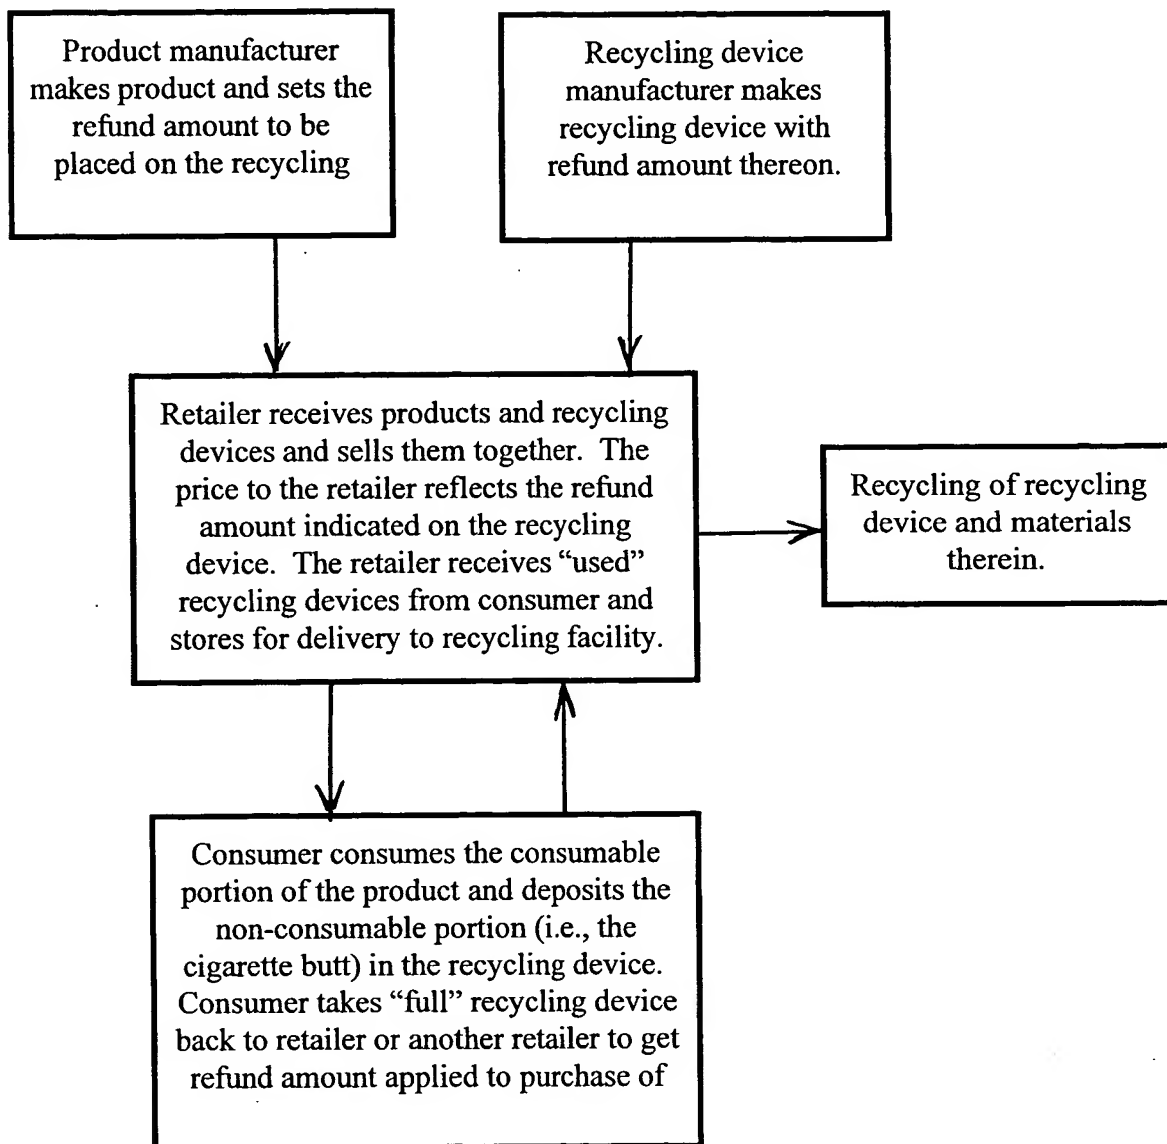 Product manufacturer
makes product and sets the
refund amount to be
placed on the recycling
Recycling device
manufacturer makes
recycling device with
refund amount thereon.
Retailer receives products and recycling
devices and sells them together. The
price to the retailer reflects the refund
amount indicated on the recycling
device. The retailer receives “used”
recycling devices from consumer and
stores for delivery to recycling facility.
Recycling of recycling
device and materials
therein.
Consumer consumes the consumable
portion of the product and deposits the
non-consumable portion (i.e., the
cigarette butt) in the recycling device.
Consumer takes “full” recycling device
back to retailer or another retailer to get
refund amount applied to purchase of